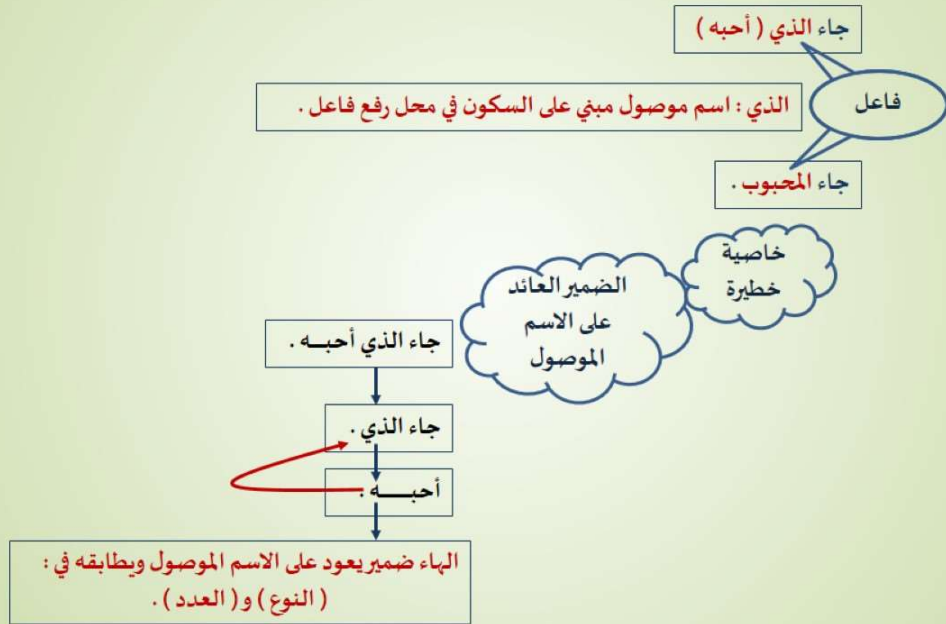 جاء الذي ( أحبه )
فاعل
الذي : اسم موصول مبني على السكون في محل رفع فاعل .
جاء المحبوب .
خاصية
خطيرة
الضمير العائد
على الاسم
الموصول
جاء الذي أحبــه .
جاء الذي .
أحبـــــه .
الهاء ضمير يعود على الاسم الموصول ويطابقه في :
( النوع ) و ( العدد ) .